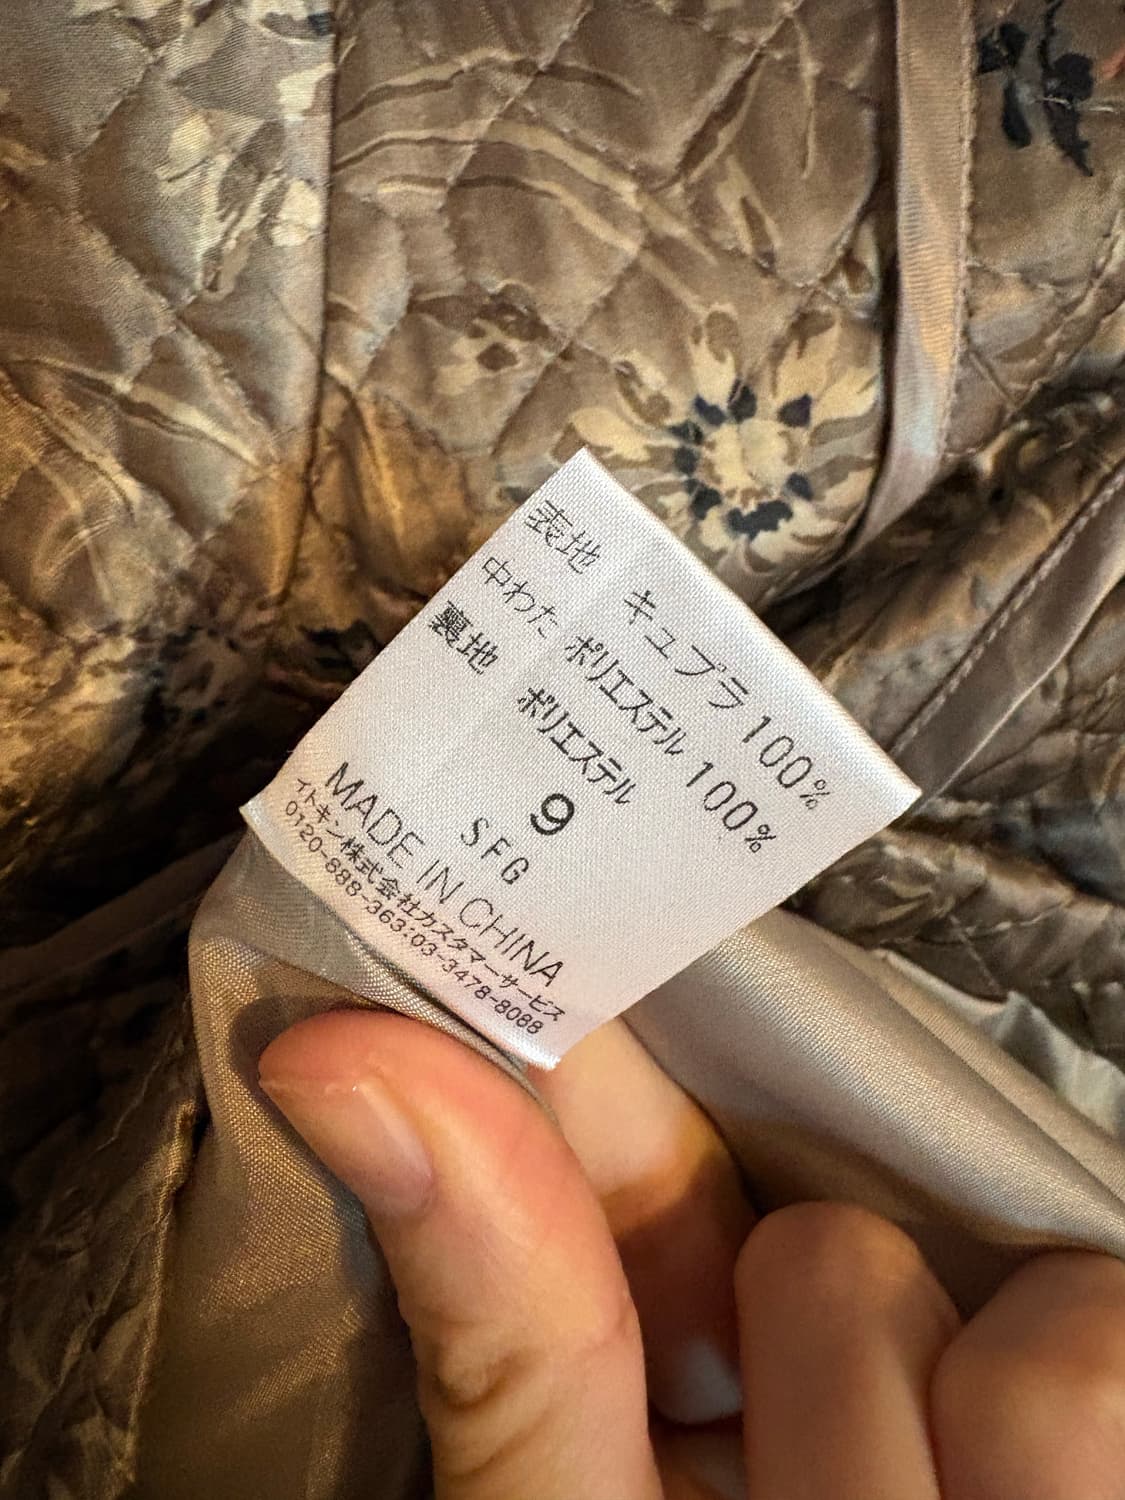 表地 キュプラ 100%
中わた ポリエステル 100%
裏地 ポリエステル
9
SFG
MADE IN CHINA
イトキン株式会社カスタマーサービス
0120-888-363:03-3478-8088